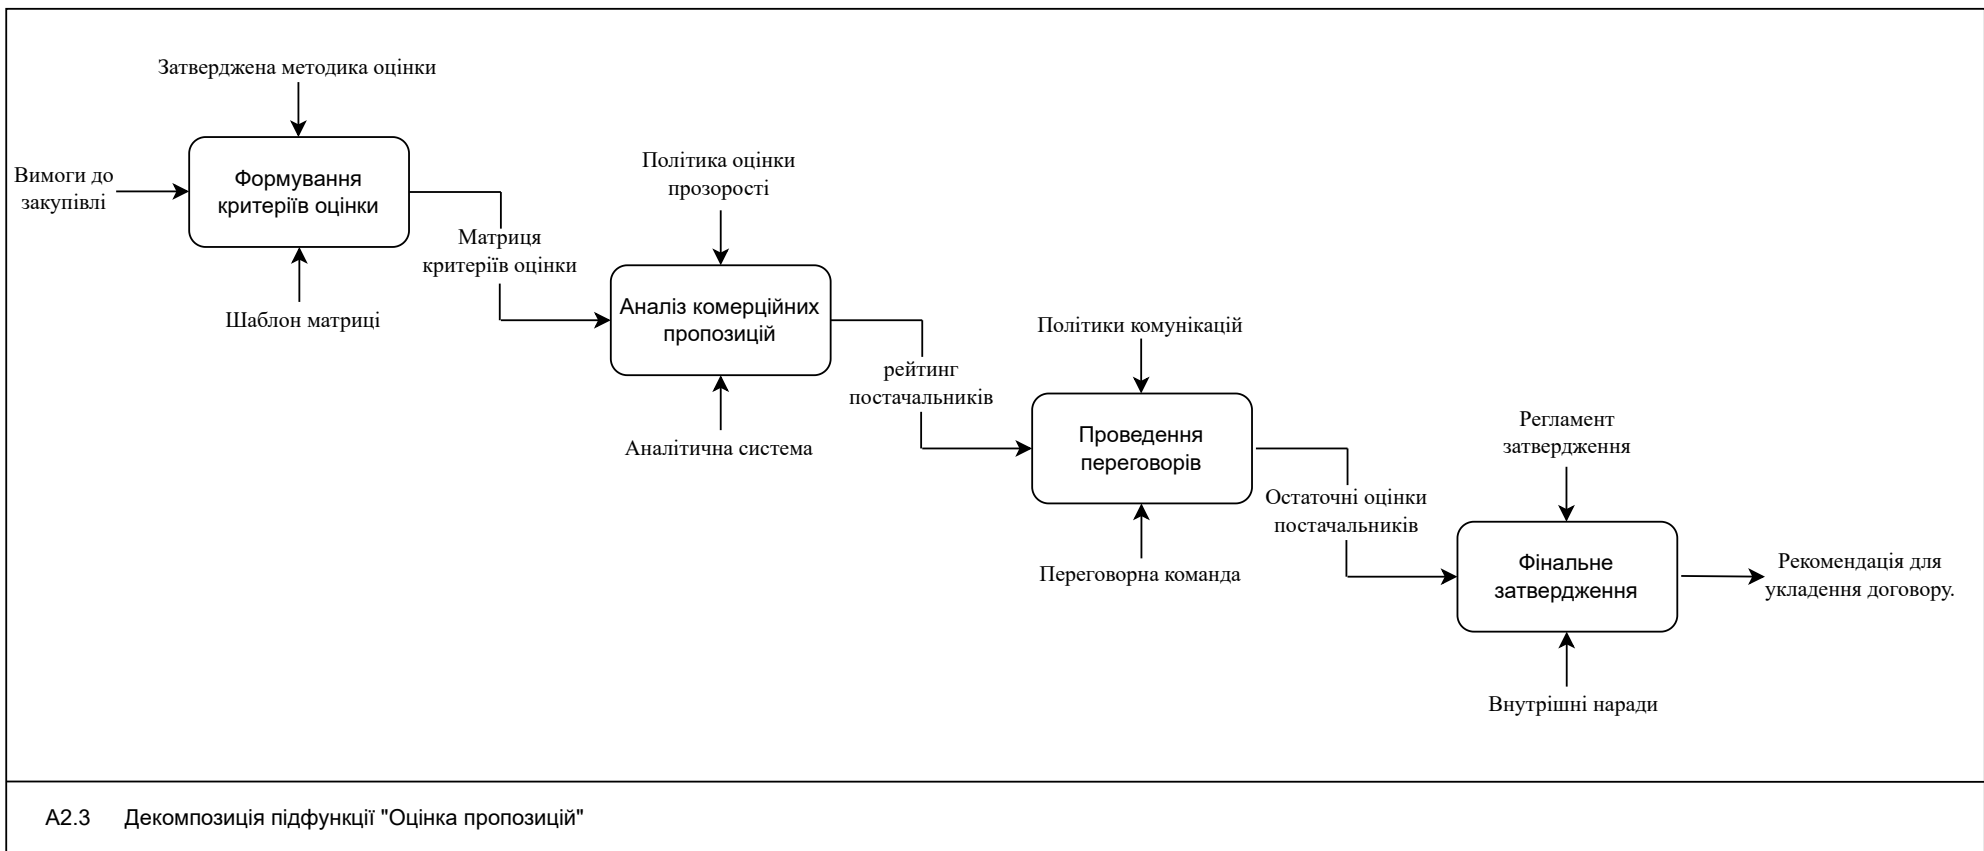 Затверджена методика оцінки
Вимоги до
закупівлі
Формування
критеріїв оцінки
Шаблон матриці
Матриця
критеріїв оцінки
Політика оцінки
прозорості
Аналіз комерційних
пропозицій
Аналітична система
рейтинг
постачальників
Політики комунікацій
Проведення
переговорів
Переговорна команда
Остаточні оцінки
постачальників
Регламент
затвердження
Фінальне
затвердження
Внутрішні наради
Рекомендація для
укладення договору.
А2.3 Декомпозиція підфункції "Оцінка пропозицій"